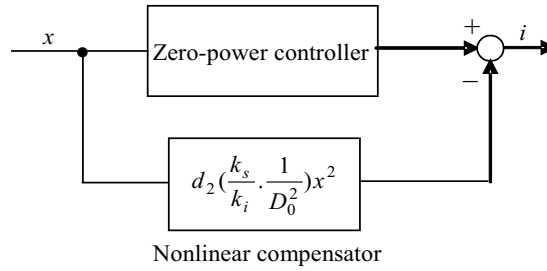 x
Zero-power controller
+
i
−
d₂(kₛ/kᵢ . 1/D₀²)x²
Nonlinear compensator